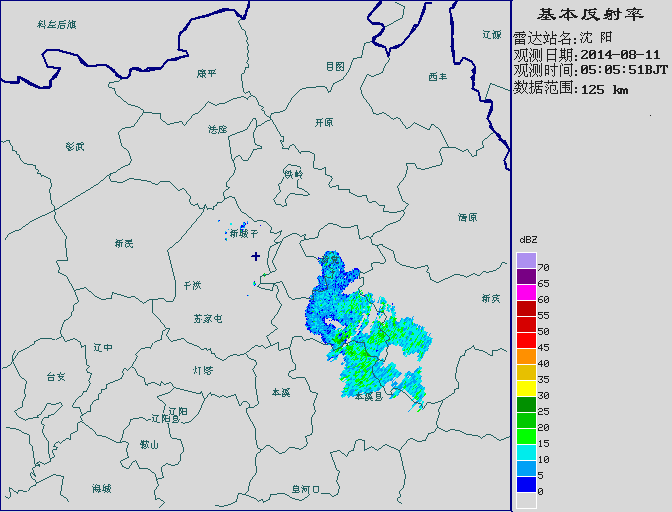 基本反射率
雷达站名:沈 阳
观测日期:2014-08-11
观测时间:05:05:51BJT
数据范围:125 km
科左后旗
辽源
康平
昌图
西丰
法库
开原
彰武
铁岭
清原
新城子
新民
于洪
新宾
苏家屯
辽中
灯塔
台安
本溪
本溪县
辽阳
辽阳县
鞍山
海城
dBZ
70
65
60
55
50
45
40
35
30
25
20
15
10
5
0